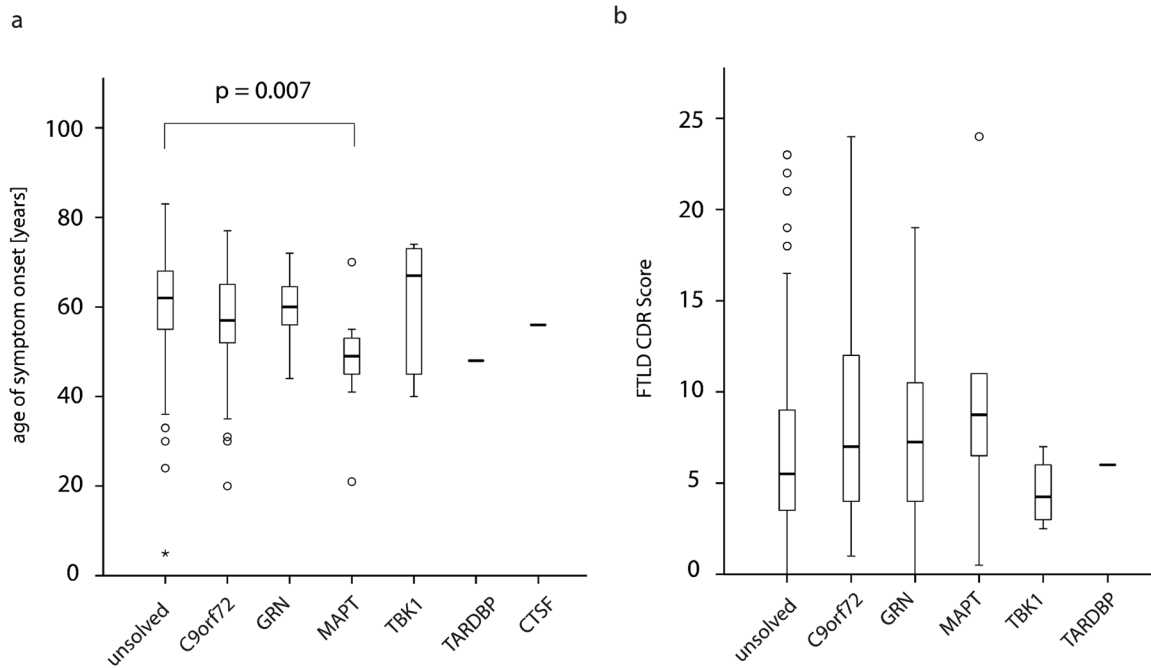 a
p = 0.007
age of symptom onset [years]
100
80
60
40
20
0
unsolved
C9orf72
GRN
MAPT
TBK1
TARDBP
CTSF
b
FTLD CDR Score
25
20
15
10
5
0
unsolved
C9orf72
GRN
MAPT
TBK1
TARDBP